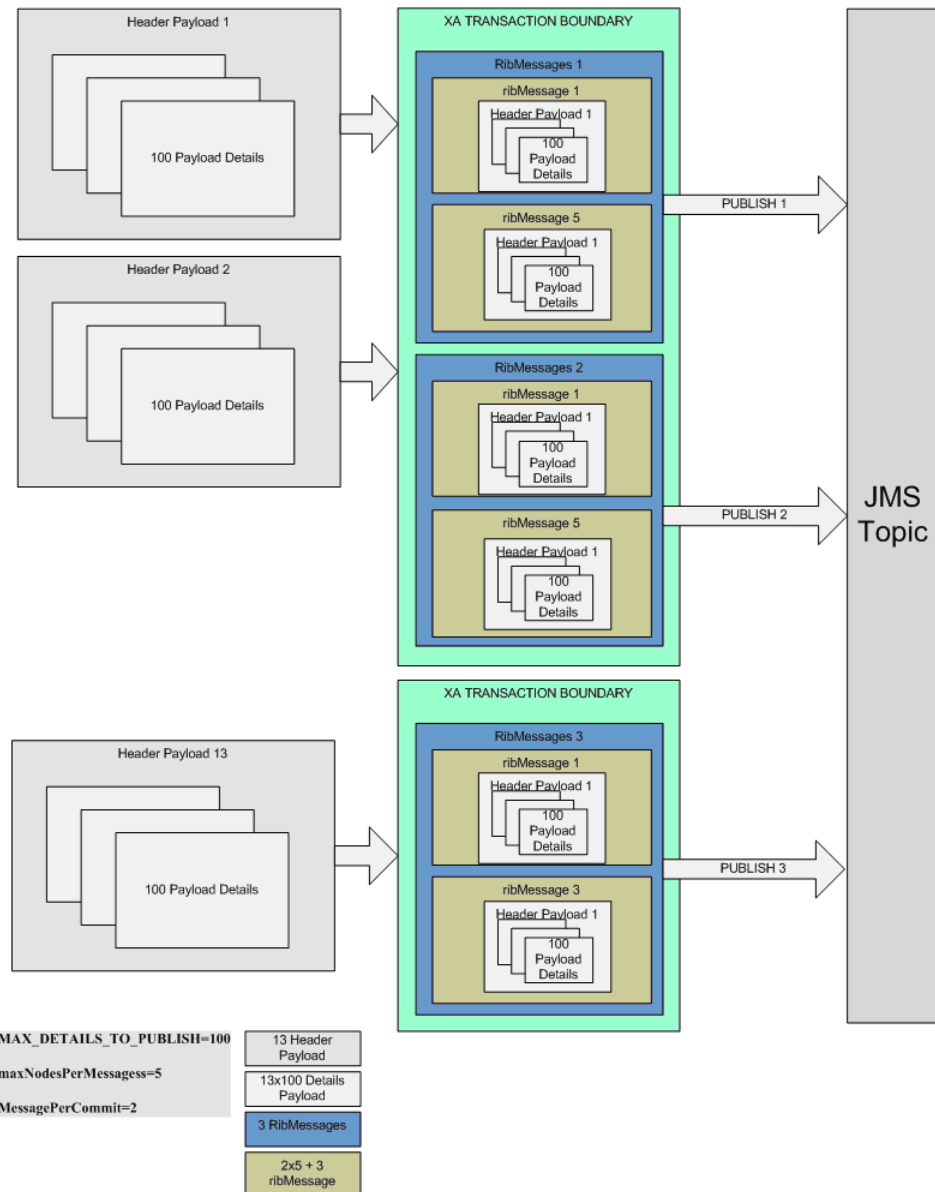 Header Payload 1
100 Payload Details
Header Payload 2
100 Payload Details
Header Payload 13
100 Payload Details
XA TRANSACTION BOUNDARY
RibMessages 1
ribMessage 1
Header Payload 1
100
Payload
Details
ribMessage 5
Header Payload 1
100
Payload
Details
RibMessages 2
ribMessage 1
Header Payload 1
100
Payload
Details
ribMessage 5
Header Payload 1
100
Payload
Details
XA TRANSACTION BOUNDARY
RibMessages 3
ribMessage 1
Header Payload 1
100
Payload
Details
ribMessage 3
Header Payload 1
100
Payload
Details
PUBLISH 1
PUBLISH 2
PUBLISH 3
JMS
Topic
MAX_DETAILS_TO_PUBLISH=100
maxNodesPerMessagess=5
MessagePerCommit=2
13 Header
Payload
13x100 Details
Payload
3 RibMessages
2x5 + 3
ribMessage